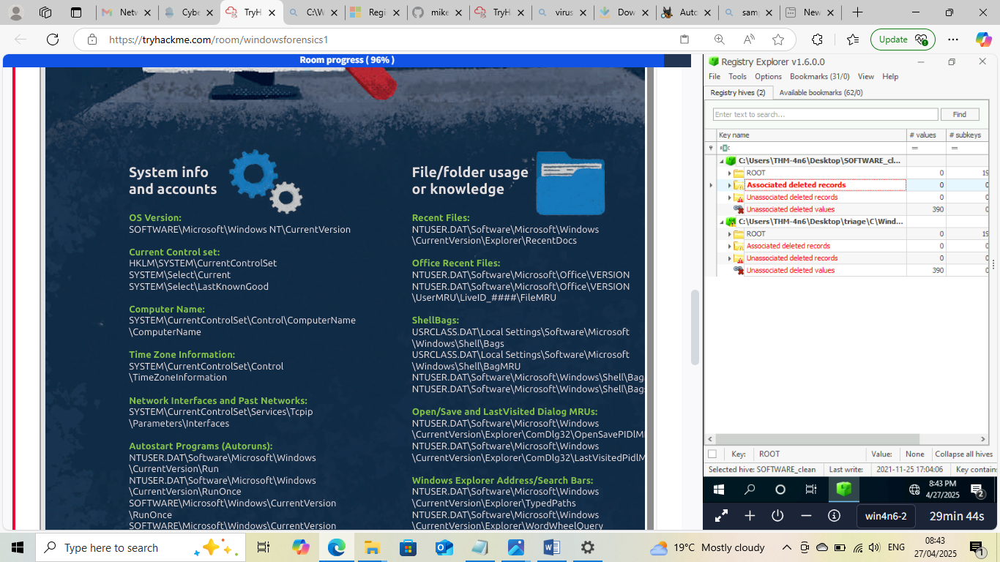 Netw
Cybe
TryH
C:\W
Regi
mike
TryH
virus
Dow
Auto
sam
New
https://tryhackme.com/room/windowsforensics1
Update
Room progress ( 96% )
System info
and accounts
OS Version:
SOFTWARE\Microsoft\Windows NT\CurrentVersion
Current Control set:
HKLM\SYSTEM\CurrentControlSet
SYSTEM\Select\Current
SYSTEM\Select\LastKnownGood
Computer Name:
SYSTEM\CurrentControlSet\Control\ComputerName
\ComputerName
Time Zone Information:
SYSTEM\CurrentControlSet\Control
\TimeZoneInformation
Network Interfaces and Past Networks:
SYSTEM\CurrentControlSet\Services\Tcpip
\Parameters\Interfaces
Autostart Programs (Autoruns):
NTUSER.DAT\Software\Microsoft\Windows
\CurrentVersion\Run
NTUSER.DAT\Software\Microsoft\Windows
\CurrentVersion\RunOnce
SOFTWARE\Microsoft\Windows\CurrentVersion
\RunOnce
SOFTWARE\Microsoft\Windows\CurrentVersion
File/folder usage
or knowledge
Recent Files:
NTUSER.DAT\Software\Microsoft\Windows
\CurrentVersion\Explorer\RecentDocs
Office Recent Files:
NTUSER.DAT\Software\Microsoft\Office\VERSION
NTUSER.DAT\Software\Microsoft\Office\VERSION
\UserMRU\LiveID_####\FileMRU
ShellBags:
USRCLASS.DAT\Local Settings\Software\Microsoft
\Windows\Shell\Bags
USRCLASS.DAT\Local Settings\Software\Microsoft
\Windows\Shell\BagMRU
NTUSER.DAT\Software\Microsoft\Windows\Shell\Bag
NTUSER.DAT\Software\Microsoft\Windows\Shell\Bag
Open/Save and LastVisited Dialog MRUs:
NTUSER.DAT\Software\Microsoft\Windows
\CurrentVersion\Explorer\ComDlg32\OpenSavePIDlM
NTUSER.DAT\Software\Microsoft\Windows
\CurrentVersion\Explorer\ComDlg32\LastVisitedPidlM
Windows Explorer Address/Search Bars:
NTUSER.DAT\Software\Microsoft\Windows
\CurrentVersion\Explorer\TypedPaths
NTUSER.DAT\Software\Microsoft\Windows
\CurrentVersion\Explorer\WordWheelQuery
Registry Explorer v1.6.0.0
File Tools Options Bookmarks (31/0) View Help
Registry hives (2) Available bookmarks (62/0)
Enter text to search... Find
Key name # values # subkeys
= =
C:\Users\THM-4n6\Desktop\SOFTWARE_cl...
ROOT 0 19
Associated deleted records 0 0
Unassociated deleted records 0 0
Unassociated deleted values 390 0
C:\Users\THM-4n6\Desktop\triage\C\Wind...
ROOT 0 19
Associated deleted records 0 0
Unassociated deleted records 0 0
Unassociated deleted values 390 0
Key: ROOT Value: None Collapse all hives
Selected hive: SOFTWARE_clean Last write: 2021-11-25 17:04:06 Key contain
8:43 PM
4/27/2025
2
win4n6-2 29min 44s
Type here to search
19°C Mostly cloudy
ENG
08:43
27/04/2025
1